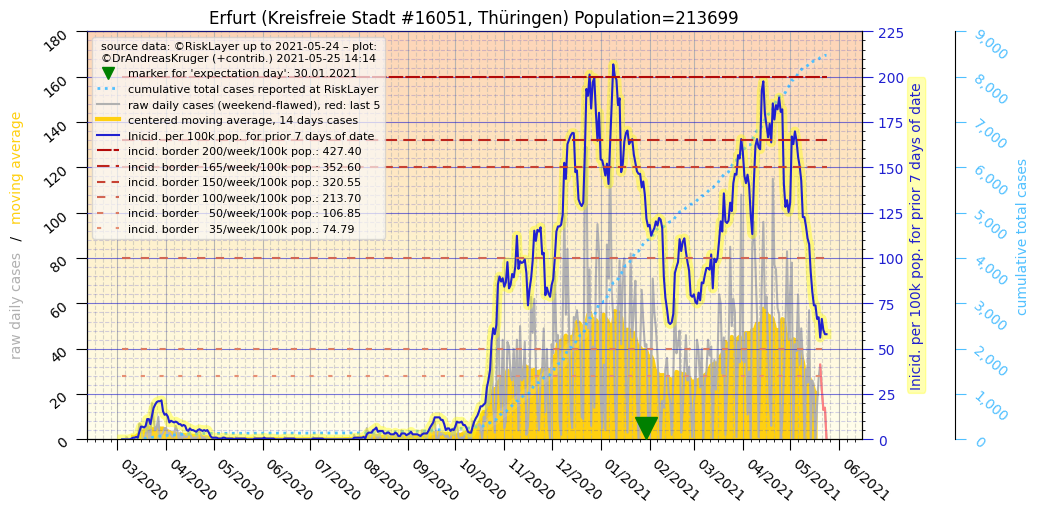 Erfurt (Kreisfreie Stadt #16051, Thüringen) Population=213699
source data: ©RiskLayer up to 2021-05-24 – plot:
©DrAndreasKruger (+contrib.) 2021-05-25 14:14
marker for 'expectation day': 30.01.2021
cumulative total cases reported at RiskLayer
raw daily cases (weekend-flawed), red: last 5
centered moving average, 14 days cases
Inicid. per 100k pop. for prior 7 days of date
incid. border 200/week/100k pop.: 427.40
incid. border 165/week/100k pop.: 352.60
incid. border 150/week/100k pop.: 320.55
incid. border 100/week/100k pop.: 213.70
incid. border   50/week/100k pop.: 106.85
incid. border   35/week/100k pop.: 74.79
raw daily cases / moving average
180
160
140
120
100
80
60
40
20
0
225
200
175
150
125
100
75
50
25
0
Inicid. per 100k pop. for prior 7 days of date
9,000
8,000
7,000
6,000
5,000
4,000
3,000
2,000
1,000
0
cumulative total cases
03/2020
04/2020
05/2020
06/2020
07/2020
08/2020
09/2020
10/2020
11/2020
12/2020
01/2021
02/2021
03/2021
04/2021
05/2021
06/2021